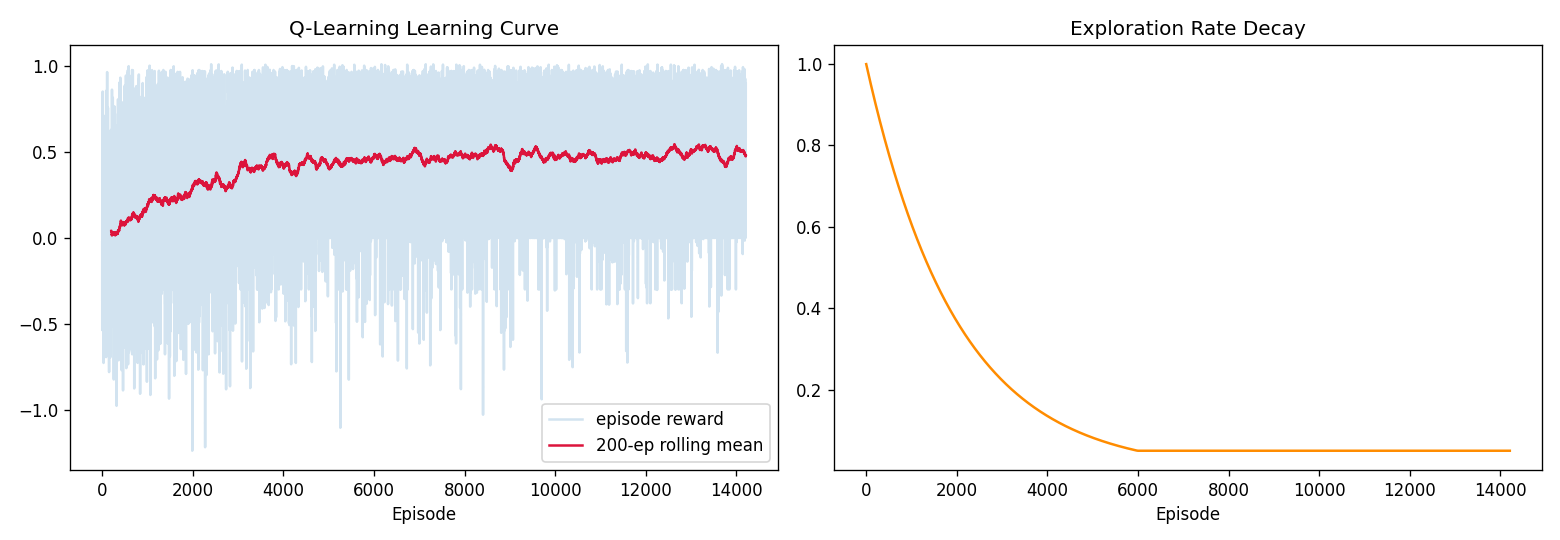 Q-Learning Learning Curve
1.0
0.5
0.0
−0.5
−1.0
episode reward
200-ep rolling mean
0 2000 4000 6000 8000 10000 12000 14000
Episode
Exploration Rate Decay
1.0
0.8
0.6
0.4
0.2
0 2000 4000 6000 8000 10000 12000 14000
Episode